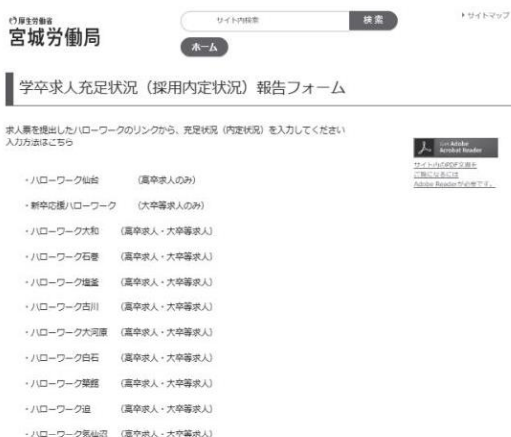 厚生労働省
宮城労働局
サイト内検索
検索
サイトマップ
ホーム
学卒求人充足状況（採用内定状況）報告フォーム
求人票を提出したハローワークのリンクから、充足状況（内定状況）を入力してください
入力方法はこちら
Get Adobe
Acrobat Reader
サイト内のPDF文書を
ご覧になるには
Adobe Readerが必要です。
・ハローワーク仙台　（高卒求人のみ）
・新卒応援ハローワーク　（大卒等求人のみ）
・ハローワーク大和　（高卒求人・大卒等求人）
・ハローワーク石巻　（高卒求人・大卒等求人）
・ハローワーク塩釜　（高卒求人・大卒等求人）
・ハローワーク古川　（高卒求人・大卒等求人）
・ハローワーク大河原　（高卒求人・大卒等求人）
・ハローワーク白石　（高卒求人・大卒等求人）
・ハローワーク築館　（高卒求人・大卒等求人）
・ハローワーク迫　（高卒求人・大卒等求人）
・ハローワーク気仙沼　（高卒求人・大卒等求人）